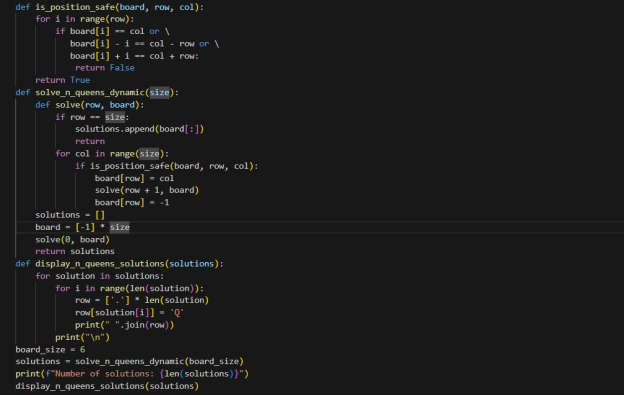 def is_position_safe(board, row, col):
    for i in range(row):
        if board[i] == col or \
           board[i] - i == col - row or \
           board[i] + i == col + row:
            return False
    return True
def solve_n_queens_dynamic(size):
    def solve(row, board):
        if row == size:
            solutions.append(board[:])
            return
        for col in range(size):
            if is_position_safe(board, row, col):
                board[row] = col
                solve(row + 1, board)
                board[row] = -1
    solutions = []
    board = [-1] * size
    solve(0, board)
    return solutions
def display_n_queens_solutions(solutions):
    for solution in solutions:
        for i in range(len(solution)):
            row = ['.'] * len(solution)
            row[solution[i]] = 'Q'
            print(" ".join(row))
        print("\n")
board_size = 6
solutions = solve_n_queens_dynamic(board_size)
print(f"Number of solutions: {len(solutions)}")
display_n_queens_solutions(solutions)